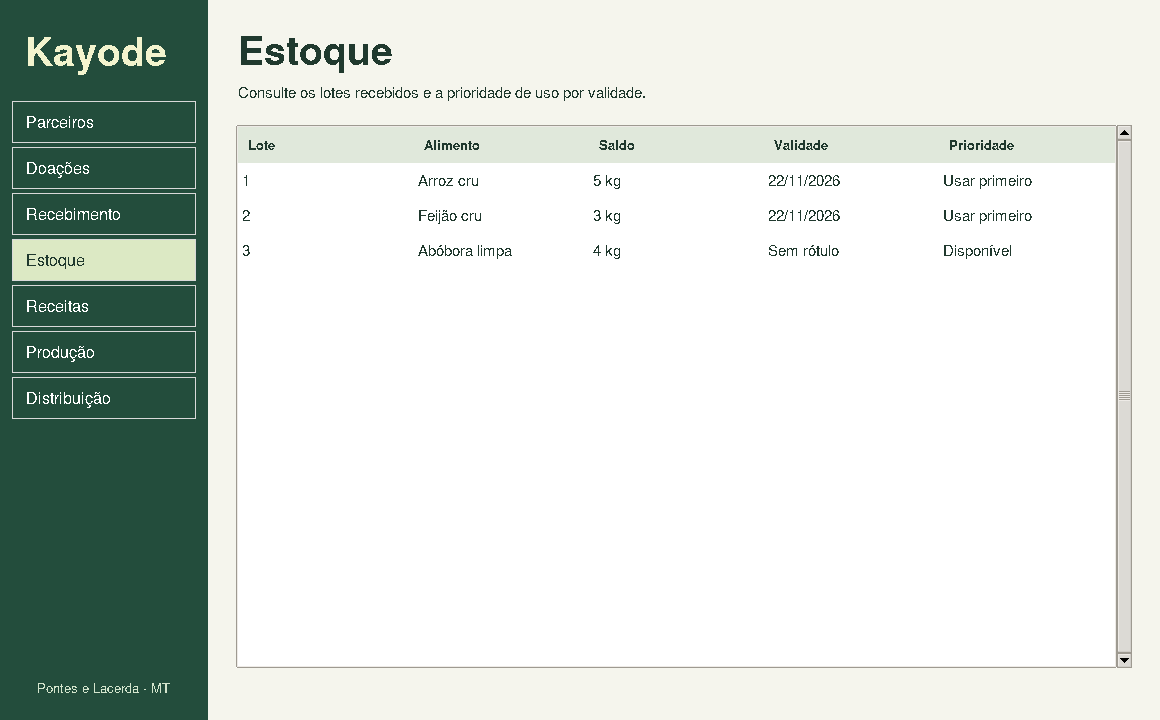 Kayode
Parceiros
Doações
Recebimento
Estoque
Receitas
Produção
Distribuição
Pontes e Lacerda - MT
Estoque
Consulte os lotes recebidos e a prioridade de uso por validade.
Lote Alimento Saldo Validade Prioridade
1 Arroz cru 5 kg 22/11/2026 Usar primeiro
2 Feijão cru 3 kg 22/11/2026 Usar primeiro
3 Abóbora limpa 4 kg Sem rótulo Disponível